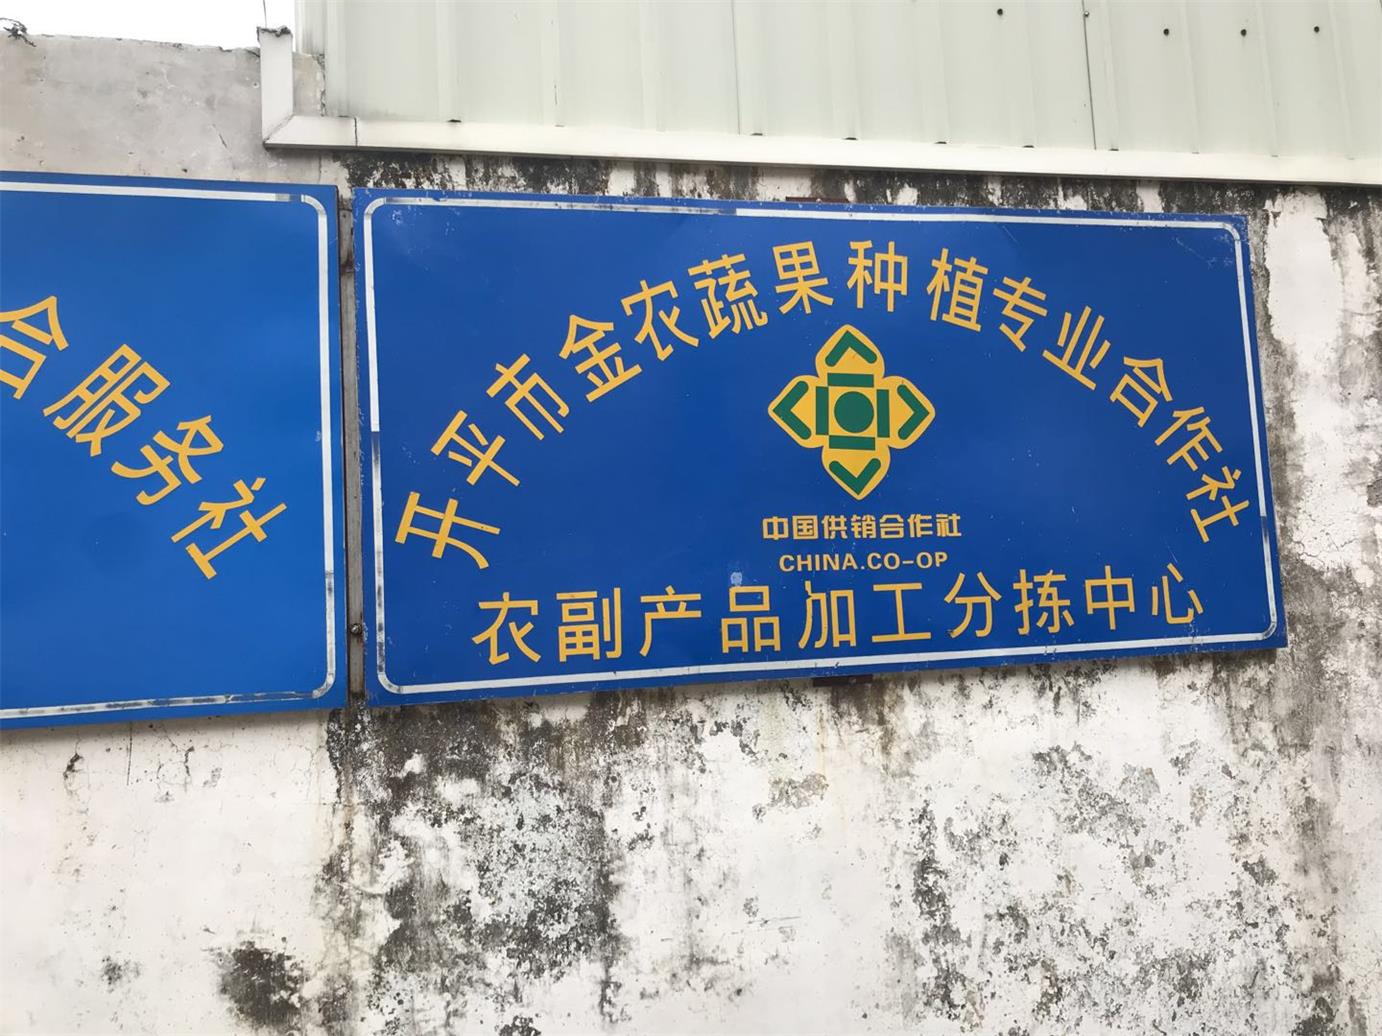 合服务社
开平市金农蔬果种植专业合作社
中国供销合作社
CHINA.CO-OP
农副产品加工分拣中心